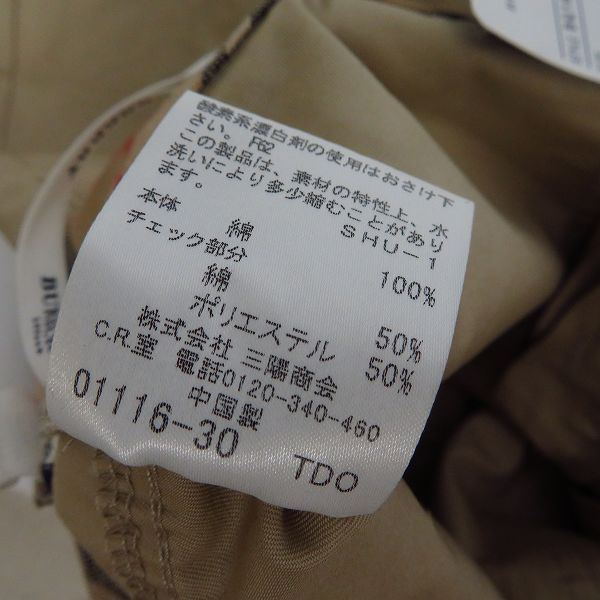 酸素系漂白剤の使用はおさけ下
さい。 F62
この製品は、素材の特性上、水
洗いにより多少縮むことがあり
ます。 SHU-1
本体 綿 100%
チェック部分
綿 50%
ポリエステル 50%
株式会社 三陽商会
C.R.室 電話0120-340-460
中国製
01116-30 TDO